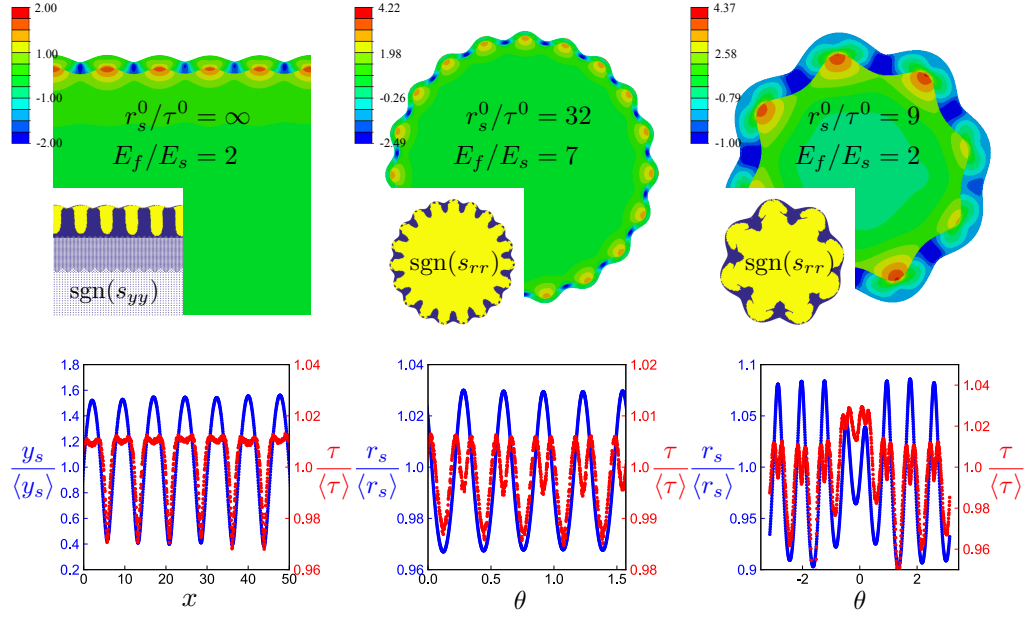 2.00
1.00
-1.00
-2.00
r_s^0/τ^0 = ∞
E_f/E_s = 2
sgn(s_{yy})
4.22
1.98
-0.26
-2.49
r_s^0/τ^0 = 32
E_f/E_s = 7
sgn(s_{rr})
4.37
2.58
-0.79
-1.00
r_s^0/τ^0 = 9
E_f/E_s = 2
sgn(s_{rr})
1.8
1.6
1.4
1.2
1.0
0.8
0.6
0.4
0.2
y_s/⟨y_s⟩
0 10 20 30 40 50
x
1.04
1.02
1.0
0.98
0.96
τ/⟨τ⟩
1.04
1.02
1.00
0.98
0.96
r_s/⟨r_s⟩
0.0 0.5 1.0 1.5
θ
1.02
1.01
1.0
0.99
0.98
τ/⟨τ⟩
1.1
1.05
1.0
0.95
0.9
r_s/⟨r_s⟩
-2 0 2
θ
1.04
1.02
1.0
0.98
0.96
τ/⟨τ⟩